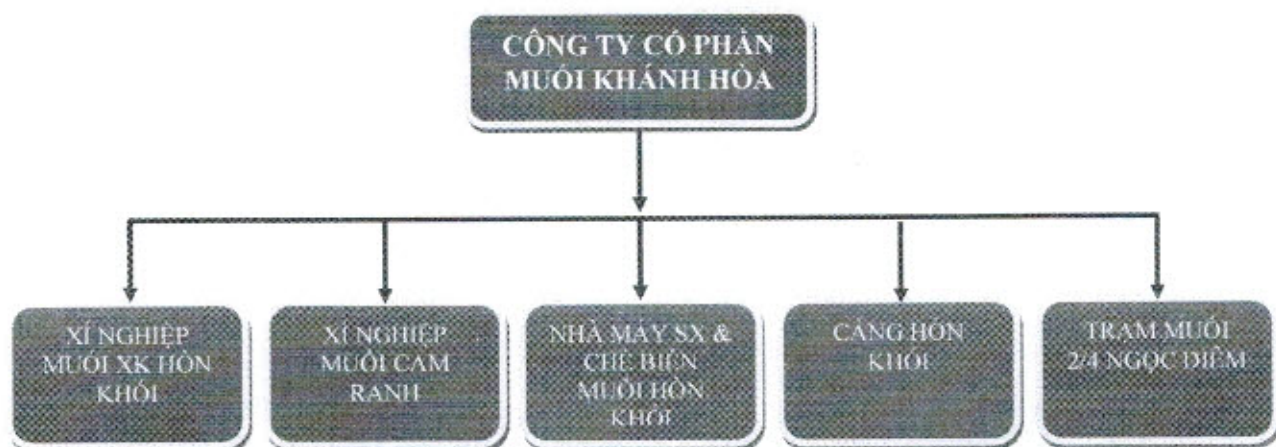 CÔNG TY CỔ PHẦN
MUỐI KHÁNH HÒA
XÍ NGHIỆP
MUỐI XK HÒN
KHÓI
XÍ NGHIỆP
MUỐI CAM
RANH
NHÀ MÁY SX &
CHẾ BIẾN
MUỐI HÒN
KHÓI
CẢNG HÒN
KHÓI
TRẠM MUỐI
2/4 NGỌC DIÊM